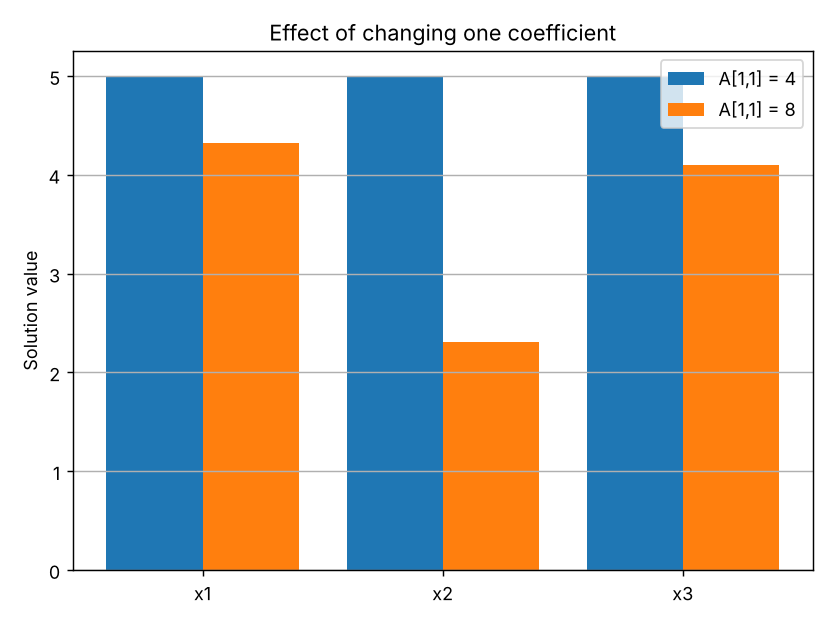 Effect of changing one coefficient
A[1,1] = 4
A[1,1] = 8
Solution value
5
4
3
2
1
0
x1
x2
x3